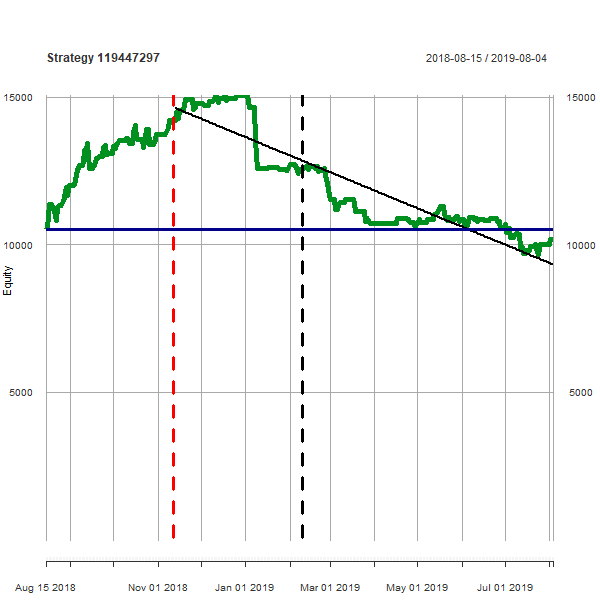 Strategy 119447297
2018-08-15 / 2019-08-04
15000
15000
10000
10000
5000
5000
Equity
Aug 15 2018
Nov 01 2018
Jan 01 2019
Mar 01 2019
May 01 2019
Jul 01 2019